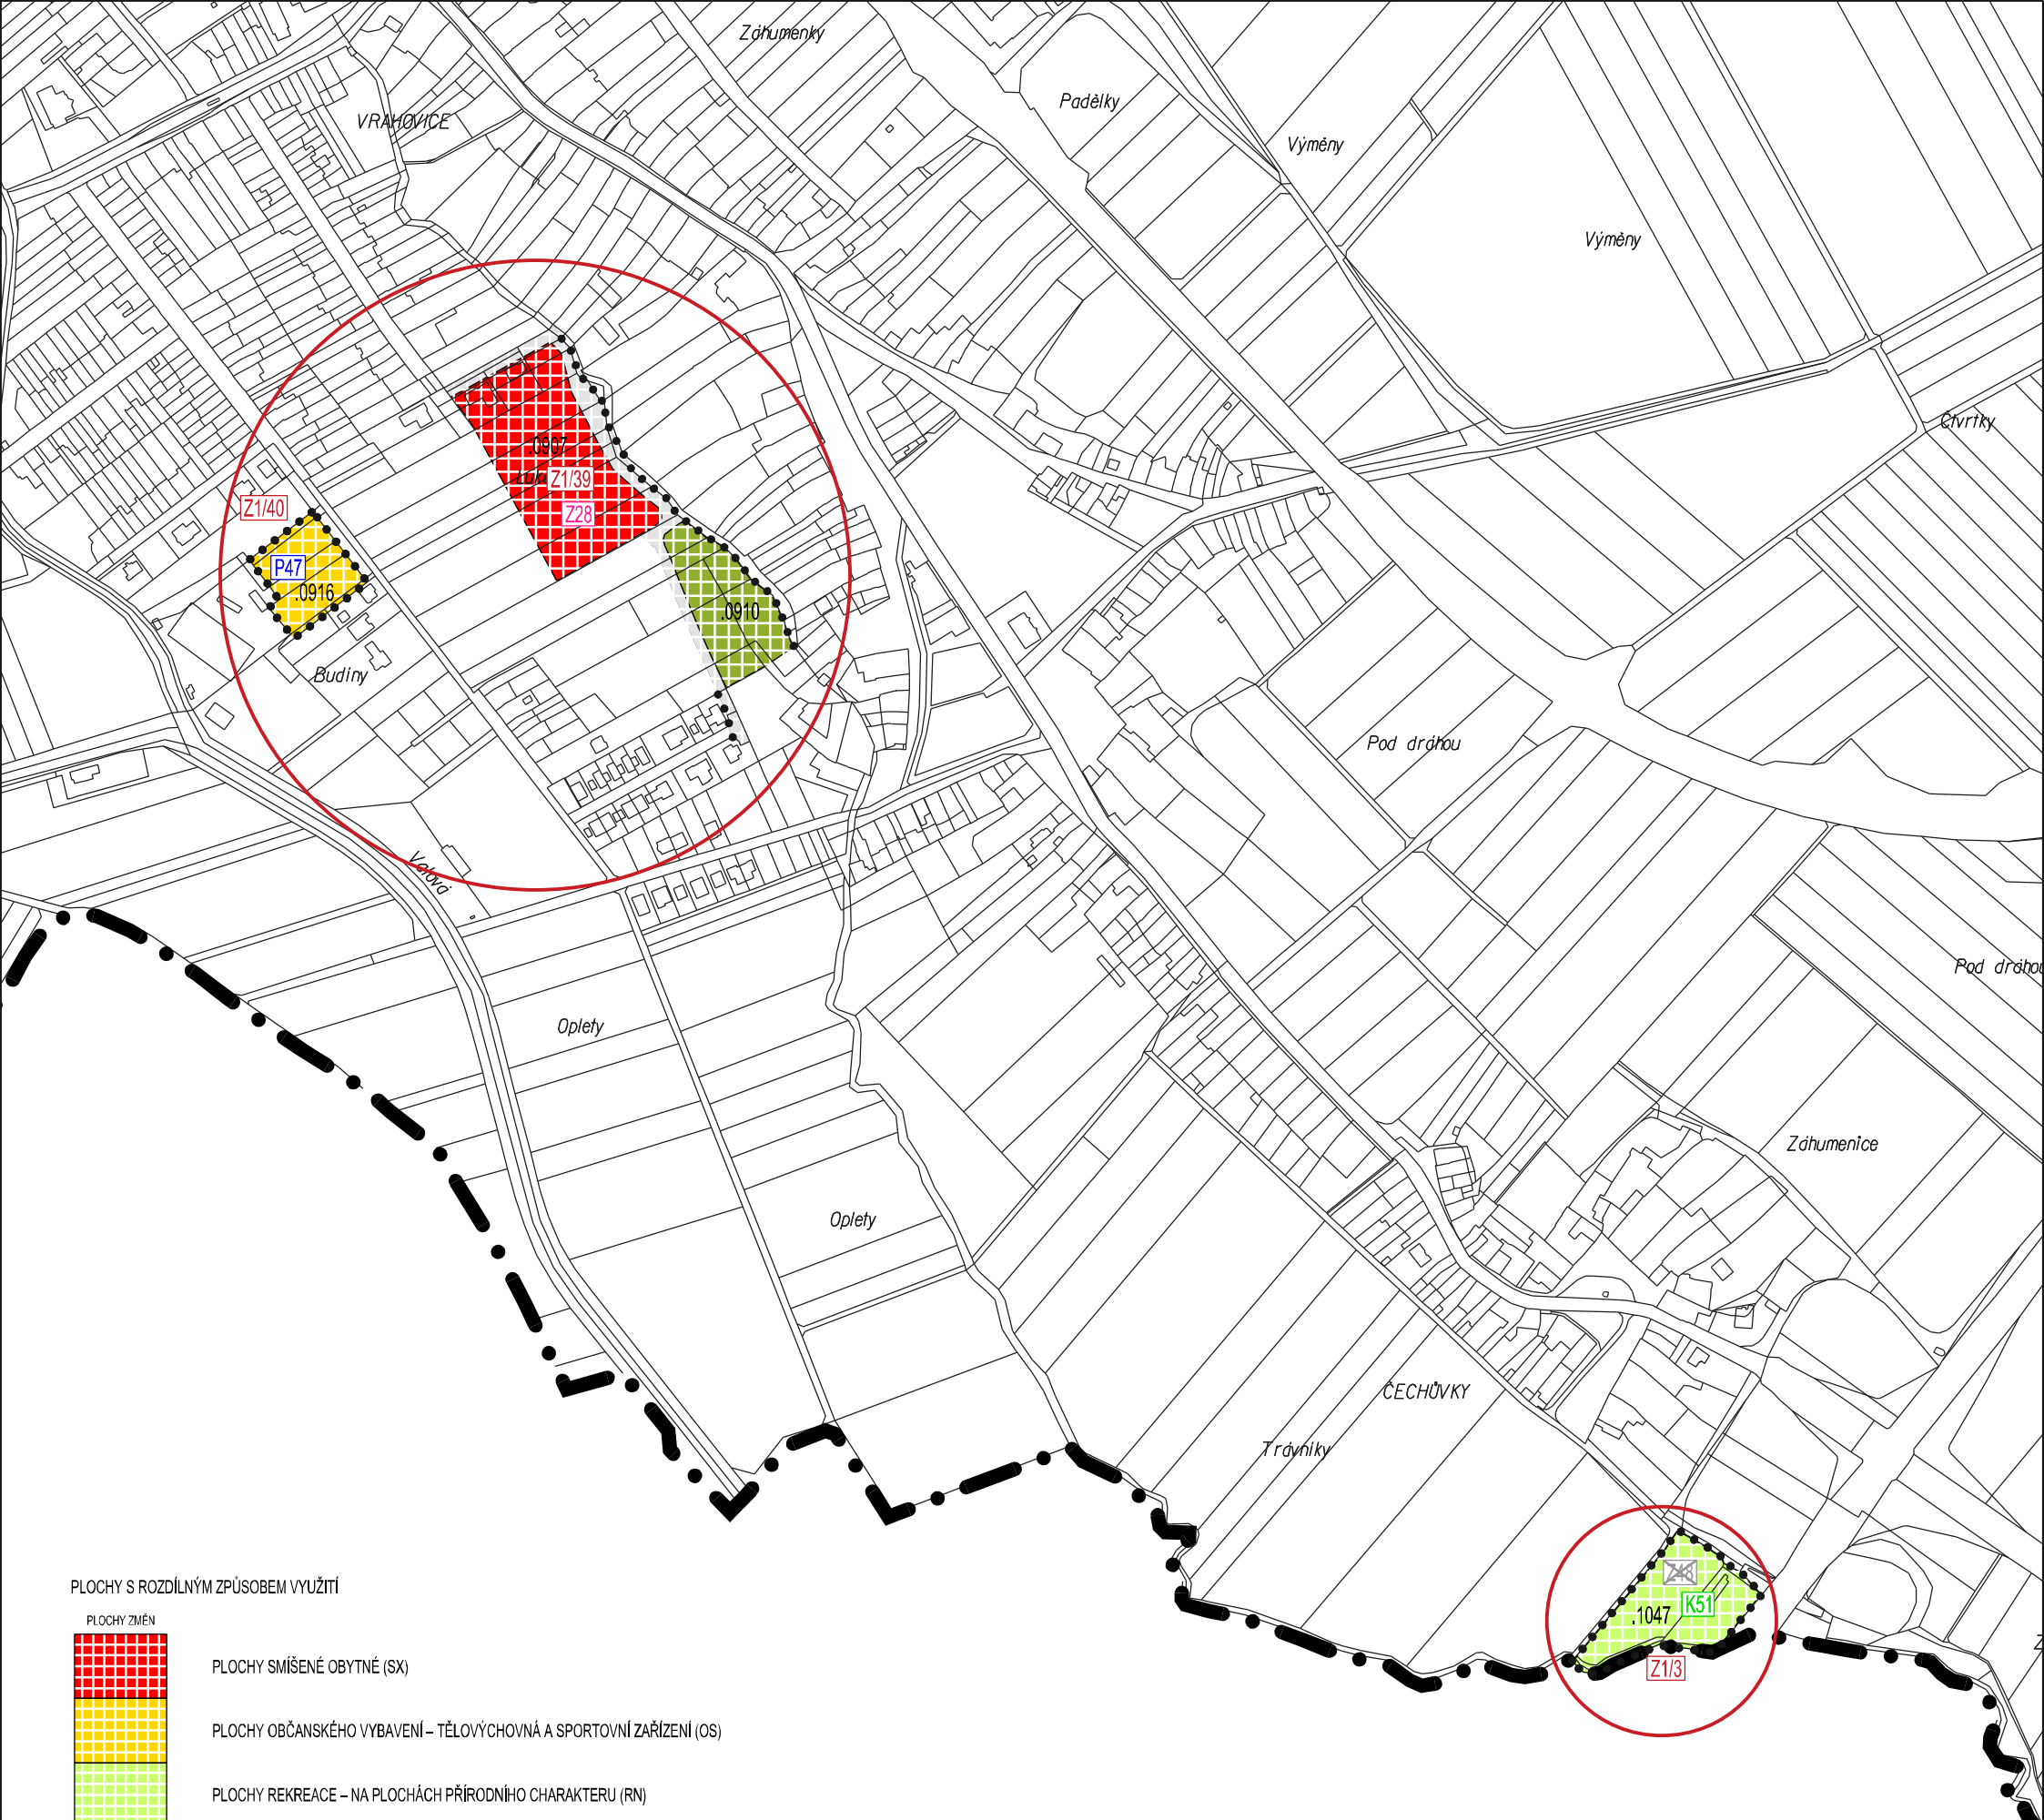 Záhumenky
Padělky
VRAHOVICE
Výměny
Výměny
Čtvrtky
.0907
Z1/39
Z1/40
Z28
P47
.0916
.0910
Budiny
Pod dráhou
Valová
Pod dráhou
Oplety
Záhumenice
Oplety
ČECHŮVKY
Trávníky
Z48
K51
.1047
Z1/3
PLOCHY S ROZDÍLNÝM ZPŮSOBEM VYUŽITÍ
PLOCHY ZMĚN
PLOCHY SMÍŠENÉ OBYTNÉ (SX)
PLOCHY OBČANSKÉHO VYBAVENÍ – TĚLOVÝCHOVNÁ A SPORTOVNÍ ZAŘÍZENÍ (OS)
PLOCHY REKREACE – NA PLOCHÁCH PŘÍRODNÍHO CHARAKTERU (RN)